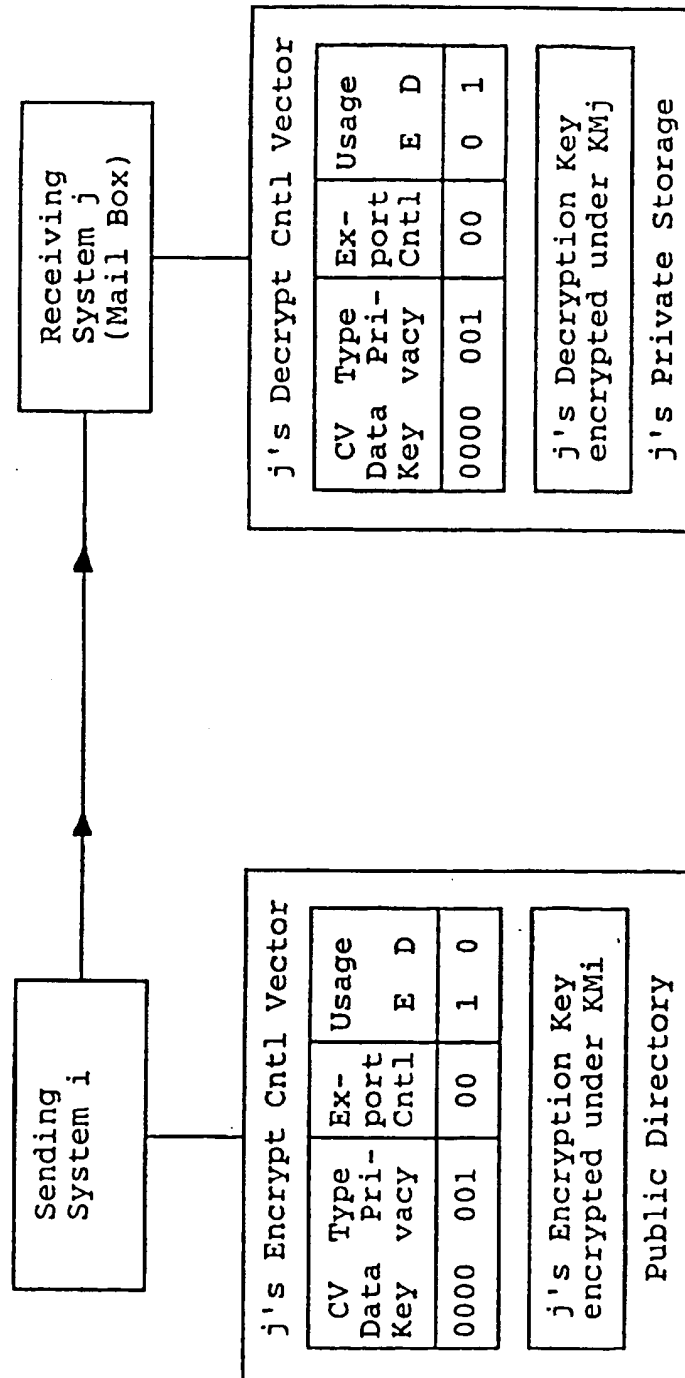 Sending
System i
j's Encrypt Cntl Vector
CV Type Ex- Usage
Data Pri- port
Key vacy Cntl E D
0000 001 00 1 0
j's Encryption Key
encrypted under KMi
Public Directory
Receiving
System j
(Mail Box)
j's Decrypt Cntl Vector
CV Type Ex- Usage
Data Pri- port
Key vacy Cntl E D
0000 001 00 0 1
j's Decryption Key
encrypted under KMj
j's Private Storage